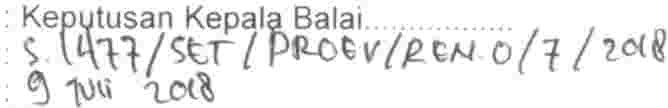 : Keputusan Kepala Balai................
: S. 1477/SET/PROEV/REN.0/7/2018
: 9 Juli 2018